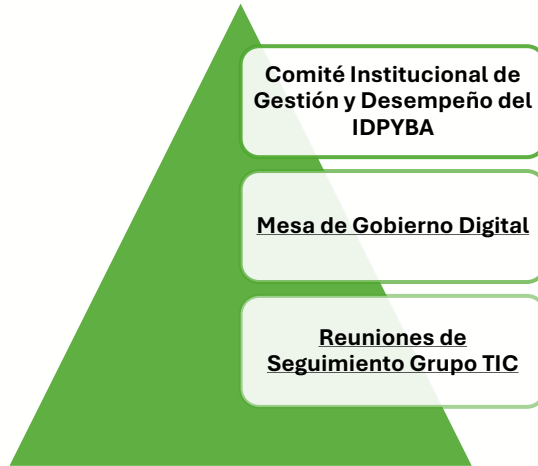 Comité Institucional de
Gestión y Desempeño del
IDPYBA
Mesa de Gobierno Digital
Reuniones de
Seguimiento Grupo TIC